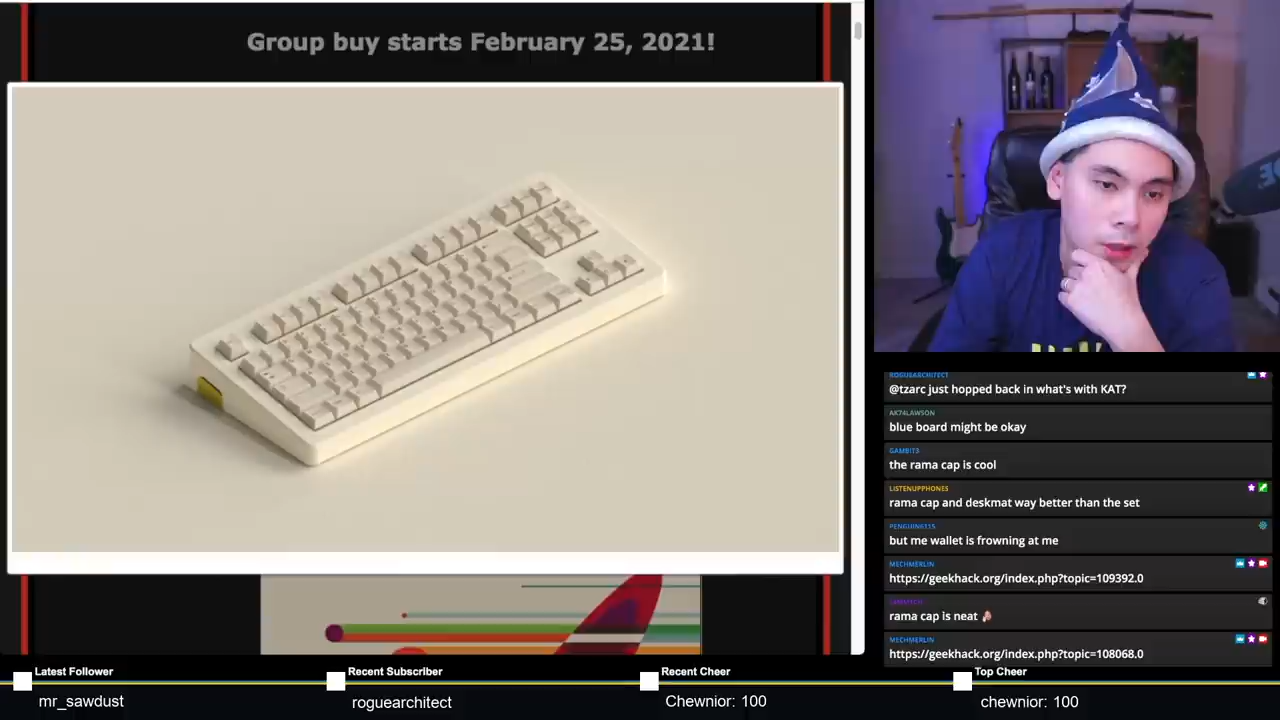 Group buy starts February 25, 2021!
ROGUEARCHITECT
@tzarc just hopped back in what's with KAT?
AK74LAWSON
blue board might be okay
GAMBIT3
the rama cap is cool
LISTENUPPHONES
rama cap and deskmat way better than the set
PENGUIN6315
but me wallet is frowning at me
MECHMERLIN
https://geekhack.org/index.php?topic=109392.0
rama cap is neat
MECHMERLIN
https://geekhack.org/index.php?topic=108068.0
Latest Follower
mr_sawdust
Recent Subscriber
roguearchitect
Recent Cheer
Chewnior: 100
Top Cheer
chewnior: 100